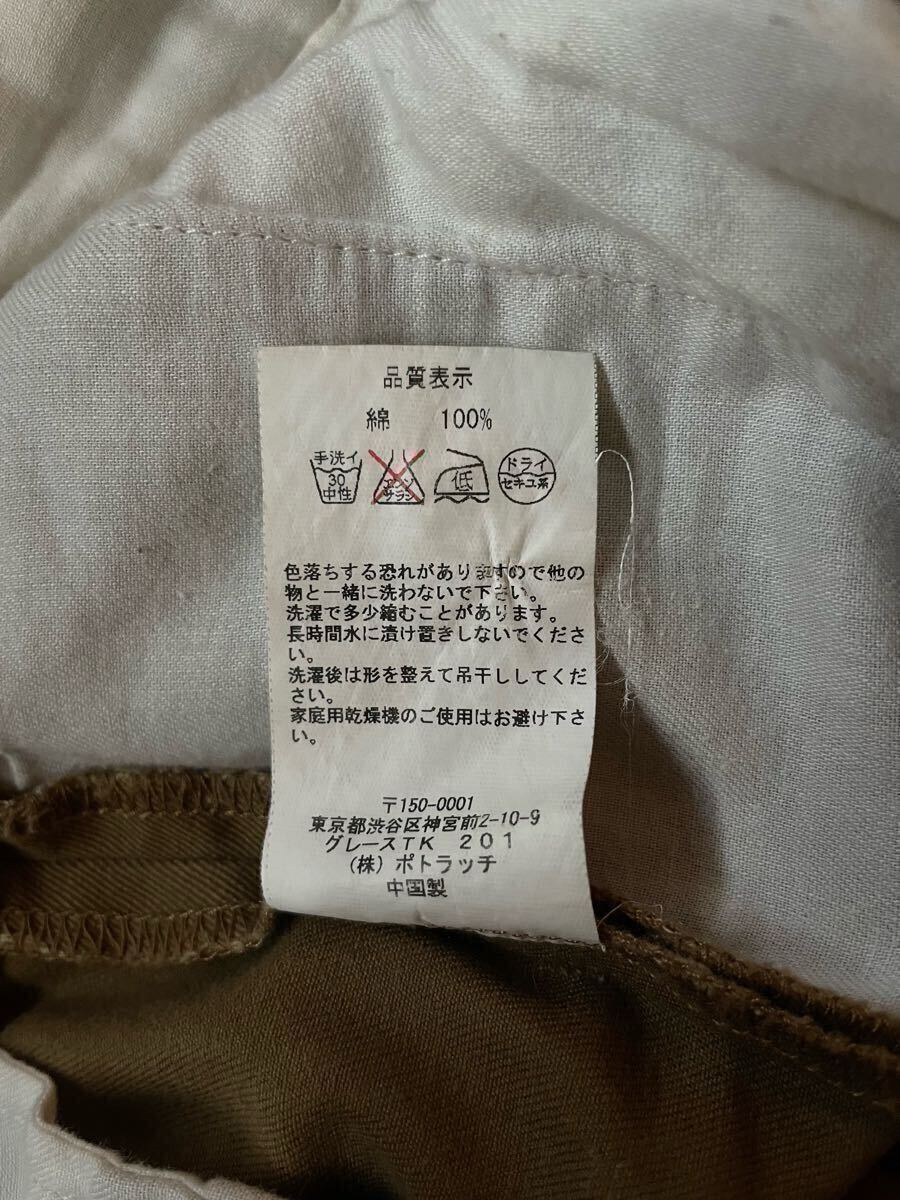 品質表示
綿 100%
手洗イ
30
中性
エンソ
サラシ
低
ドライ
セキユ系
色落ちする恐れがありますので他の
物と一緒に洗わないで下さい。
洗濯で多少縮むことがあります。
長時間水に漬け置きしないでくださ
い。
洗濯後は形を整えて吊干ししてくだ
さい。
家庭用乾燥機のご使用はお避け下さ
い。
〒150-0001
東京都渋谷区神宮前2-10-9
グレースTK 201
(株)ポトラッチ
中国製